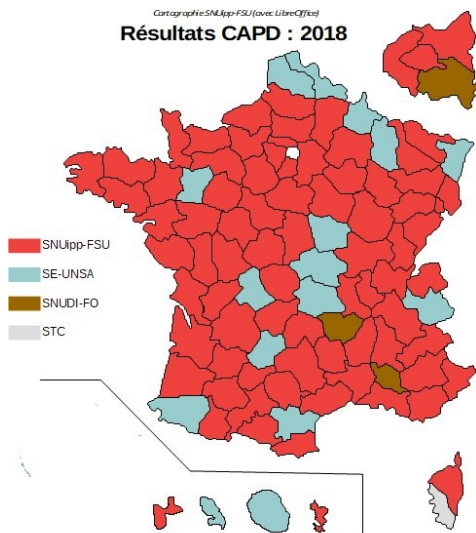 Cartographie SNUipp-FSU (avec LibreOffice)
Résultats CAPD : 2018
SNUipp-FSU
SE-UNSA
SNUDI-FO
STC